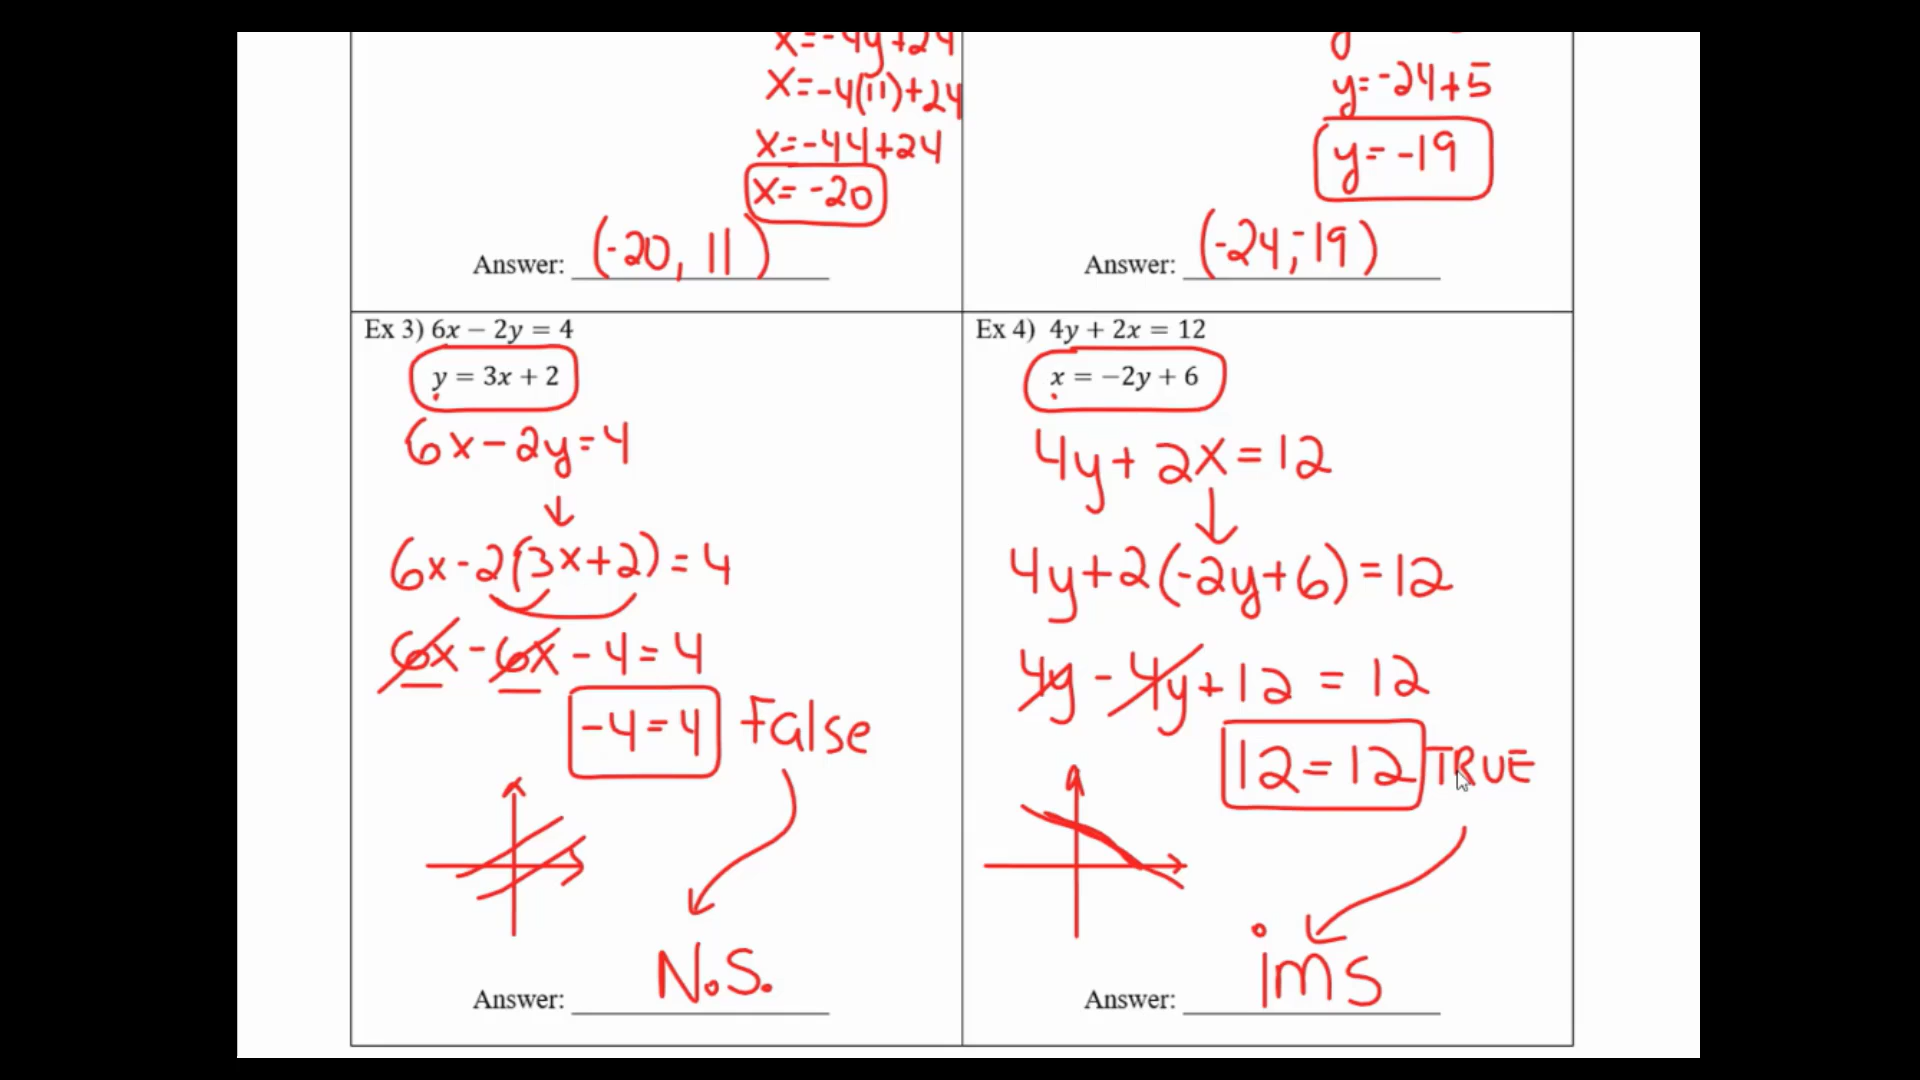 x=-4y+24
x=-4(11)+24
x=-44+24
x=-20
Answer: (-20, 11)
y=-24+5
y=-19
Answer: (-24,-19)
Ex 3) 6x − 2y = 4
y = 3x + 2
6x-2y=4
6x-2(3x+2)=4
6x-6x-4=4
-4=4 False
Answer: N.S.
Ex 4) 4y + 2x = 12
x = −2y + 6
4y+2x=12
4y+2(-2y+6)=12
4y-4y+12=12
12=12 TRUE
Answer: iMS